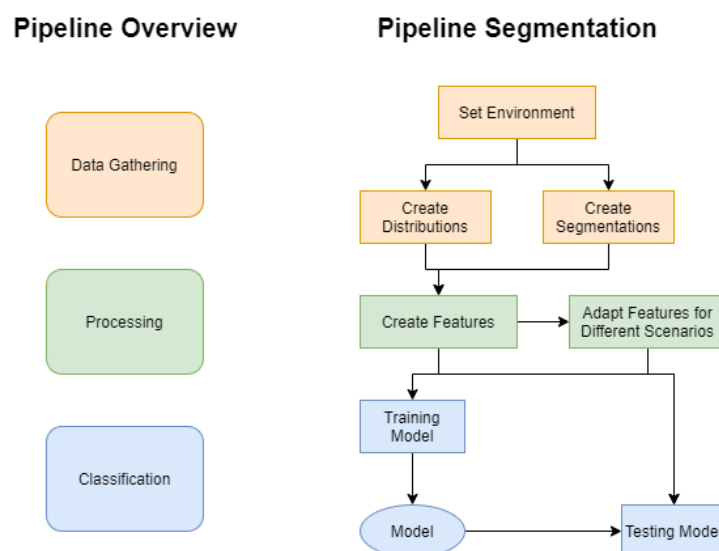 Pipeline Overview
Pipeline Segmentation
Data Gathering
Processing
Classification
Set Environment
Create
Distributions
Create
Segmentations
Create Features
Adapt Features for
Different Scenarios
Training
Model
Model
Testing Model